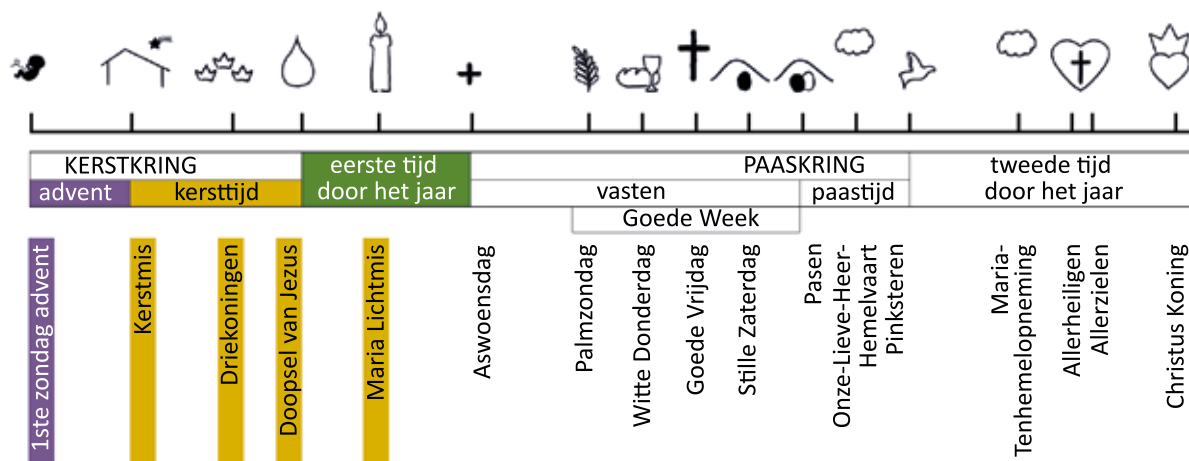 KERSTKRING
eerste tijd
door het jaar
PAASKRING
tweede tijd
door het jaar
advent
kersttijd
vasten
paastijd
Goede Week
1ste zondag advent
Kerstmis
Driekoningen
Doopsel van Jezus
Maria Lichtmis
Aswoensdag
Palmzondag
Witte Donderdag
Goede Vrijdag
Stille Zaterdag
Pasen
Onze-Lieve-Heer-
Hemelvaart
Pinksteren
Maria-
Tenhemelopneming
Allerheiligen
Allerzielen
Christus Koning